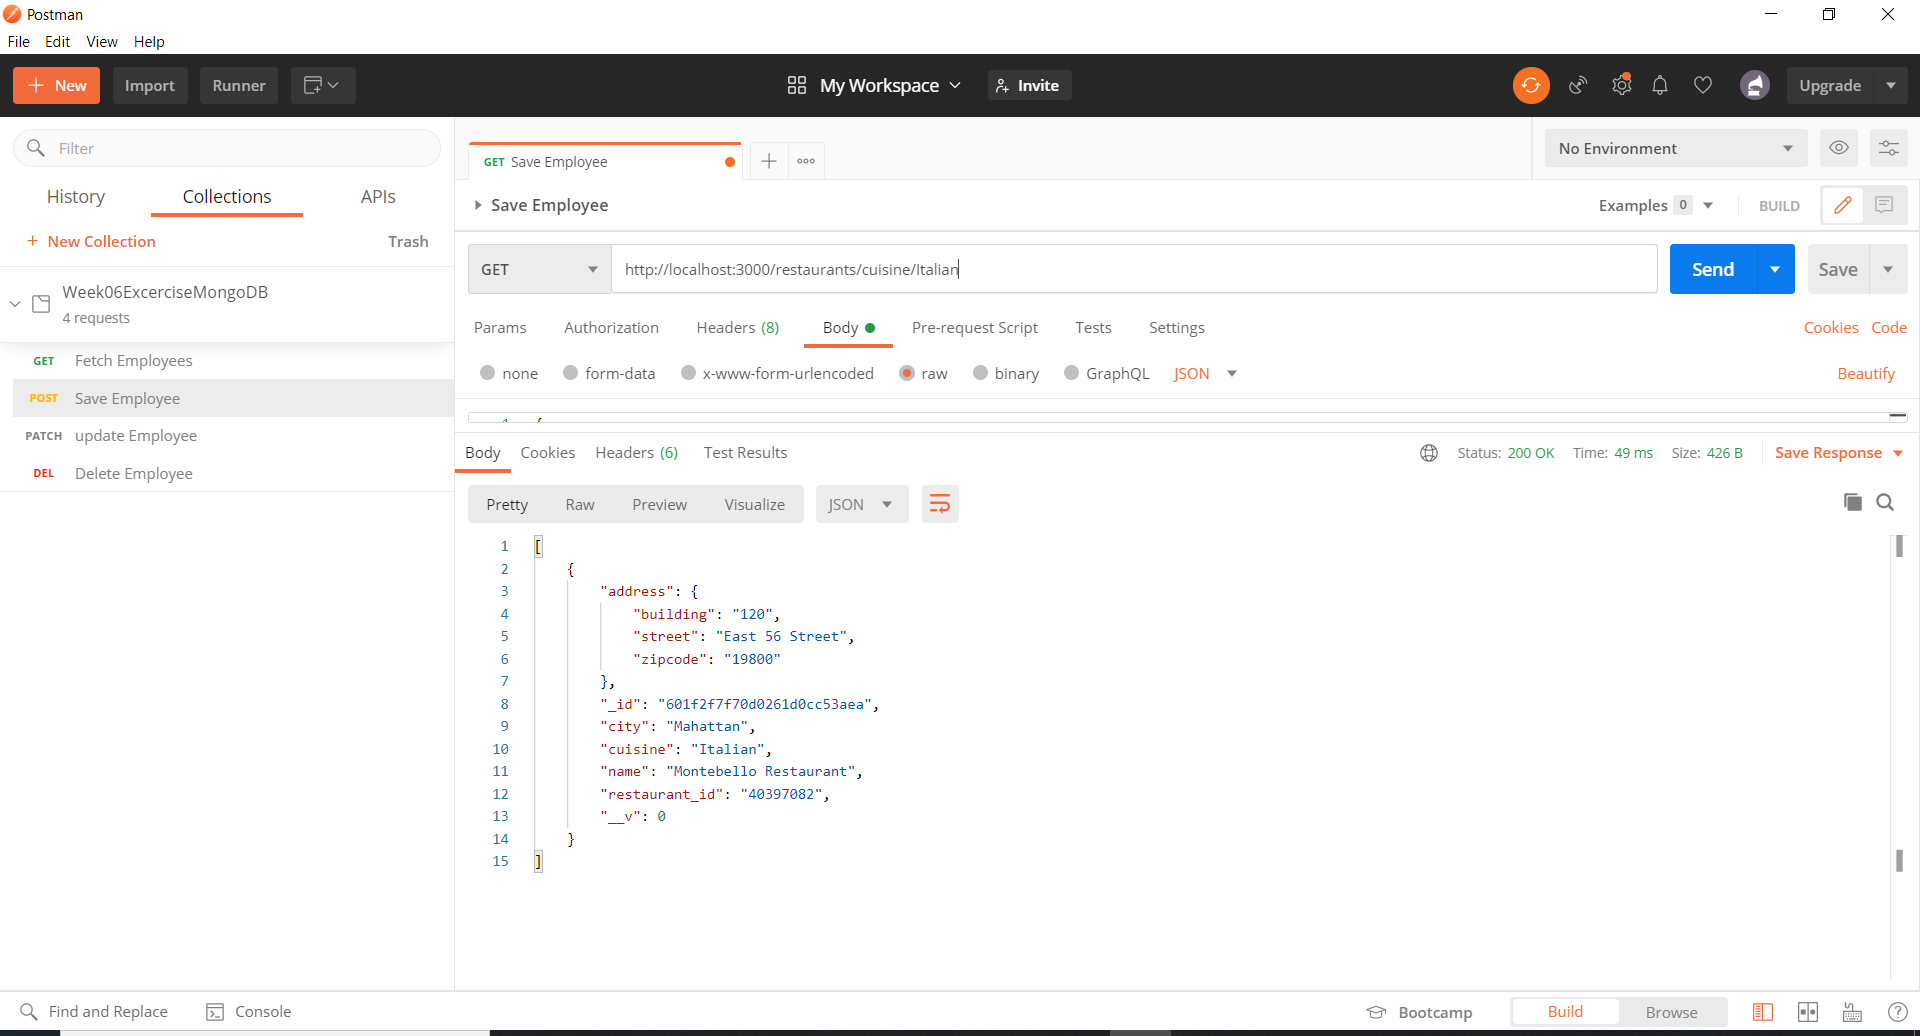 Postman
File Edit View Help
+ New Import Runner My Workspace Invite Upgrade
Filter
History Collections APIs
+ New Collection Trash
Week06ExcerciseMongoDB
4 requests
GET Fetch Employees
POST Save Employee
PATCH update Employee
DEL Delete Employee
GET Save Employee
No Environment
Save Employee
Examples 0 BUILD
GET http://localhost:3000/restaurants/cuisine/Italian Send Save
Params Authorization Headers (8) Body Pre-request Script Tests Settings Cookies Code
none form-data x-www-form-urlencoded raw binary GraphQL JSON Beautify
Body Cookies Headers (6) Test Results Status: 200 OK Time: 49 ms Size: 426 B Save Response
Pretty Raw Preview Visualize JSON
1 [
2 {
3 "address": {
4 "building": "120",
5 "street": "East 56 Street",
6 "zipcode": "19800"
7 },
8 "_id": "601f2f7f70d0261d0cc53aea",
9 "city": "Mahattan",
10 "cuisine": "Italian",
11 "name": "Montebello Restaurant",
12 "restaurant_id": "40397082",
13 "__v": 0
14 }
15 ]
Find and Replace Console Bootcamp Build Browse